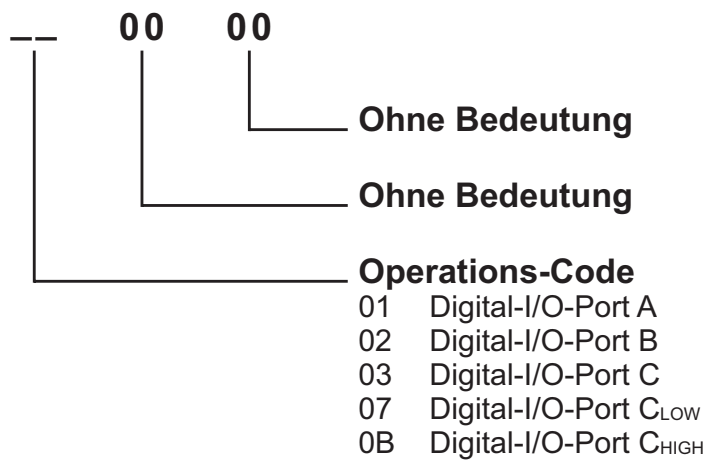 __ 00 00
Ohne Bedeutung
Ohne Bedeutung
Operations-Code
01 Digital-I/O-Port A
02 Digital-I/O-Port B
03 Digital-I/O-Port C
07 Digital-I/O-Port CLOW
0B Digital-I/O-Port CHIGH